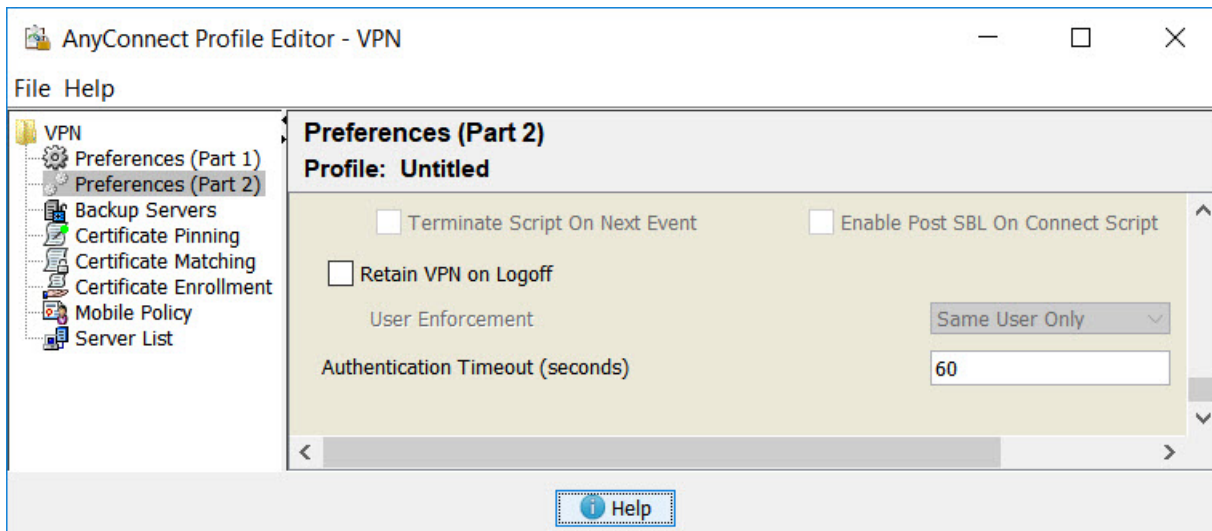 AnyConnect Profile Editor - VPN
File Help
VPN
Preferences (Part 1)
Preferences (Part 2)
Backup Servers
Certificate Pinning
Certificate Matching
Certificate Enrollment
Mobile Policy
Server List
Preferences (Part 2)
Profile: Untitled
Terminate Script On Next Event Enable Post SBL On Connect Script
Retain VPN on Logoff
User Enforcement Same User Only
Authentication Timeout (seconds) 60
Help